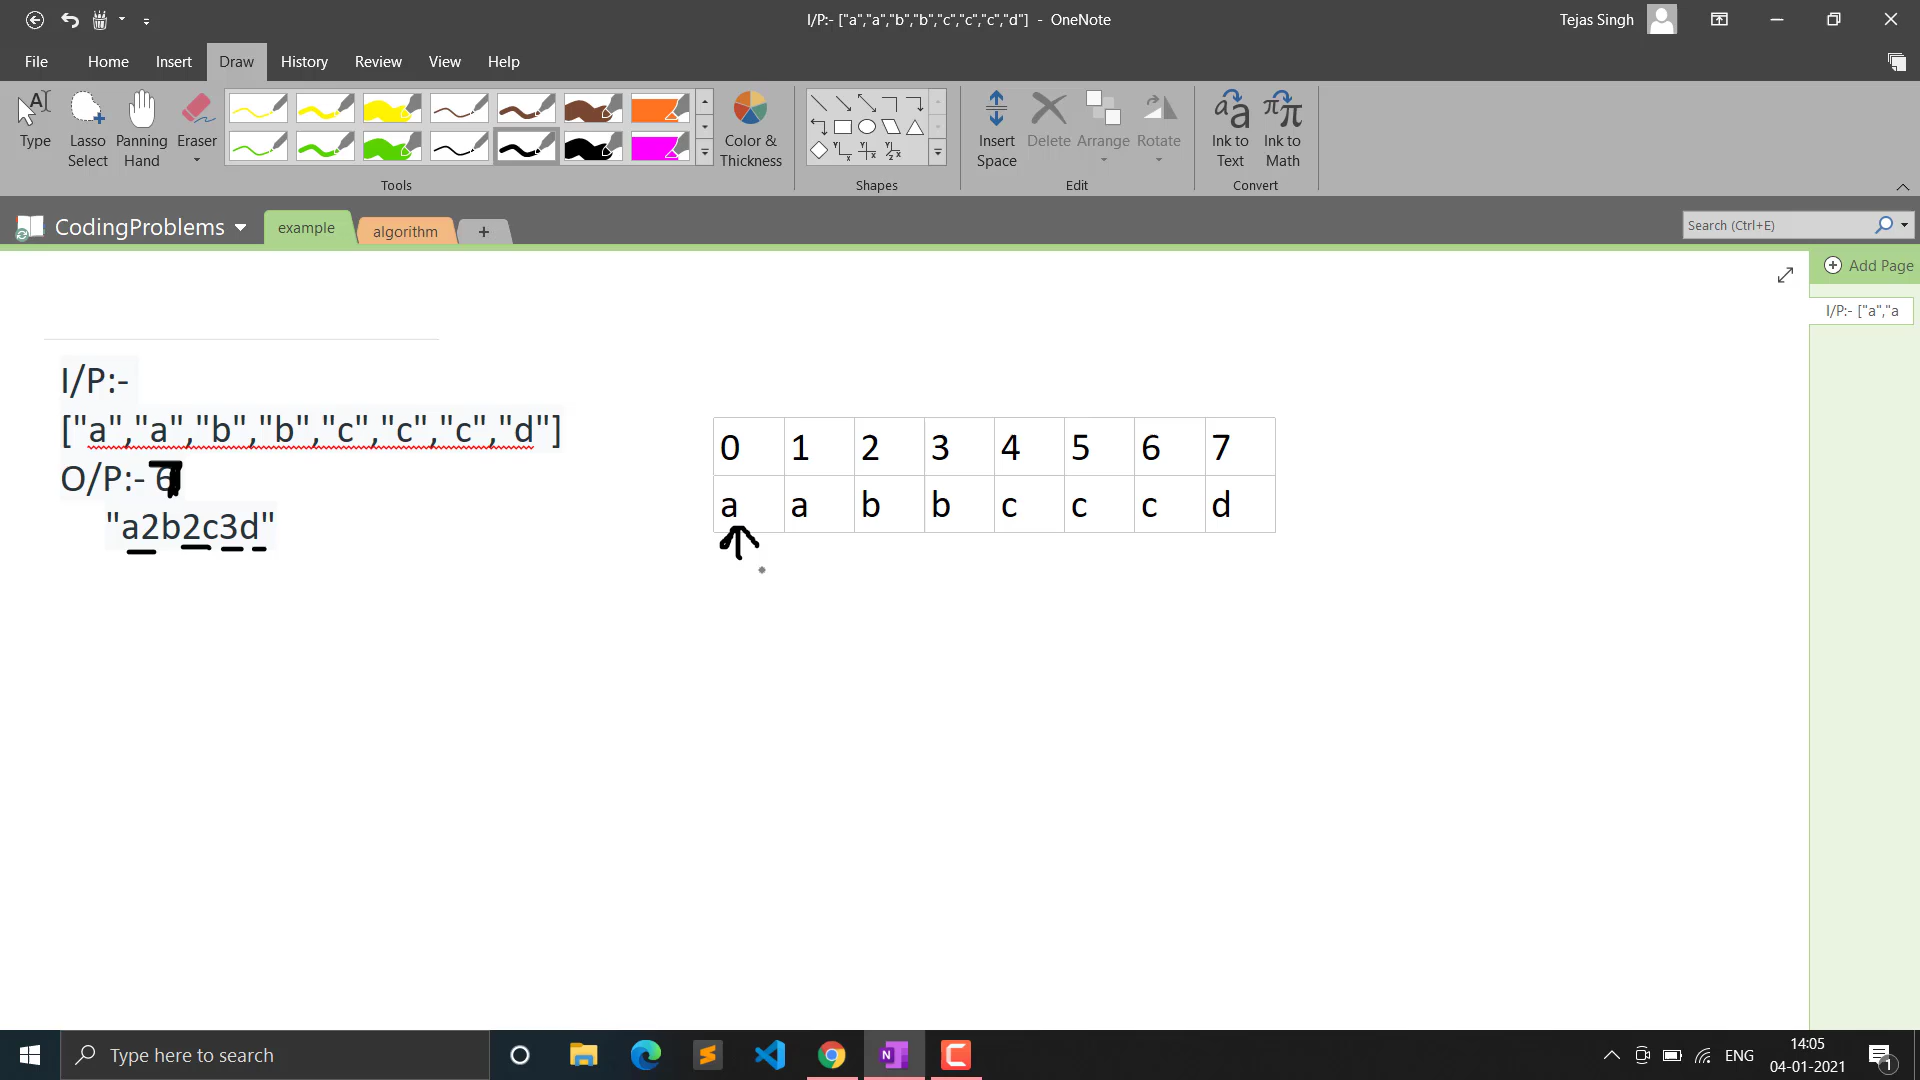 I/P:- ["a","a","b","b","c","c","c","d"] - OneNote
Tejas Singh
File Home Insert Draw History Review View Help
Type
Lasso Select
Panning Hand
Eraser
Color & Thickness
Insert Space
Delete
Arrange
Rotate
Ink to Text
Ink to Math
Tools
Shapes
Edit
Convert
CodingProblems
example
algorithm
Search (Ctrl+E)
Add Page
I/P:- ["a","a
I/P:-
["a","a","b","b","c","c","c","d"]
O/P:- 7
"a2b2c3d"
0 1 2 3 4 5 6 7
a a b b c c c d
Type here to search
ENG
14:05
04-01-2021
1